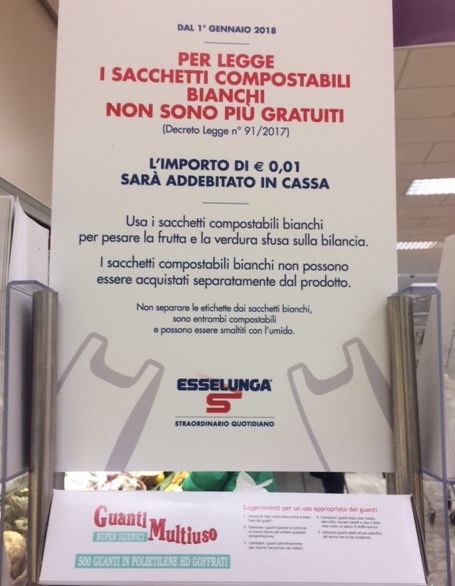 DAL 1° GENNAIO 2018
PER LEGGE
I SACCHETTI COMPOSTABILI
BIANCHI
NON SONO PIÙ GRATUITI
(Decreto Legge n° 91/2017)
L'IMPORTO DI € 0,01
SARÀ ADDEBITATO IN CASSA
Usa i sacchetti compostabili bianchi
per pesare la frutta e la verdura sfusa sulla bilancia.
I sacchetti compostabili bianchi non possono
essere acquistati separatamente dal prodotto.
Non separare le etichette dai sacchetti bianchi,
sono entrambi compostabili
e possono essere smaltiti con l'umido.
ESSELUNGA
S
STRAORDINARIO QUOTIDIANO
Guanti
SUPER IGIENICI
Multiuso
500 GUANTI IN POLIETILENE HD GOFFRATI
Suggerimenti per un uso appropriato dei guanti